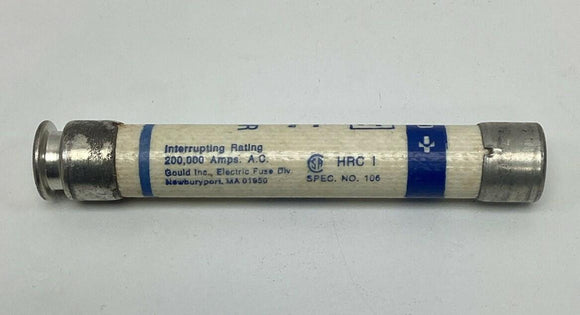 Interrupting Rating
200,000 Amps. A.C.
Gould Inc., Electric Fuse Div.
Newburyport, MA 01950
HRC I
SPEC. NO. 106